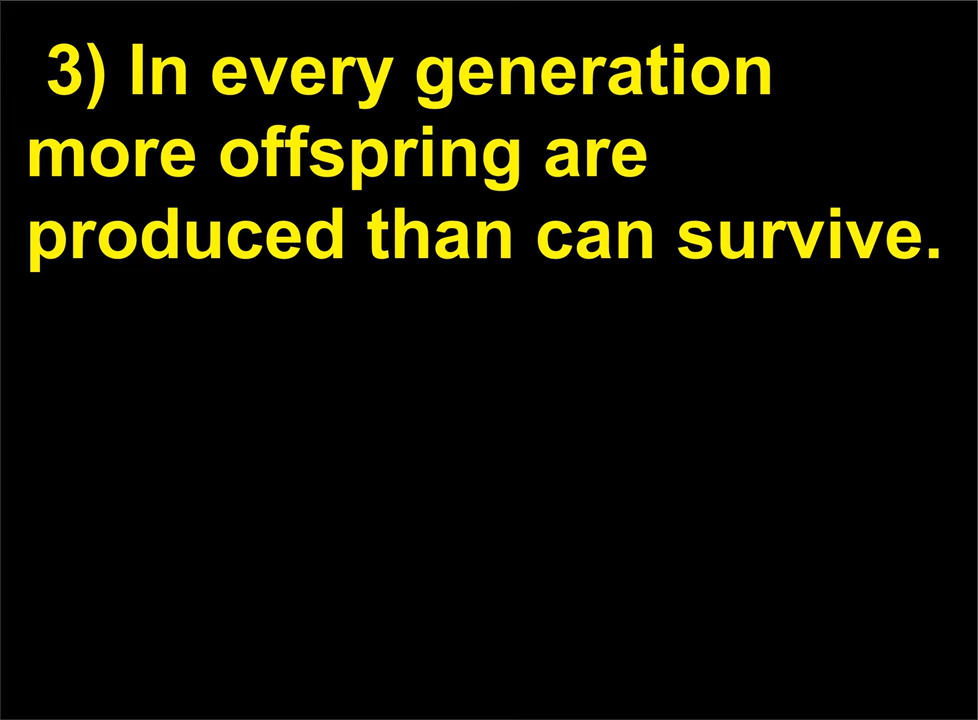 3) In every generation
more offspring are
produced than can survive.